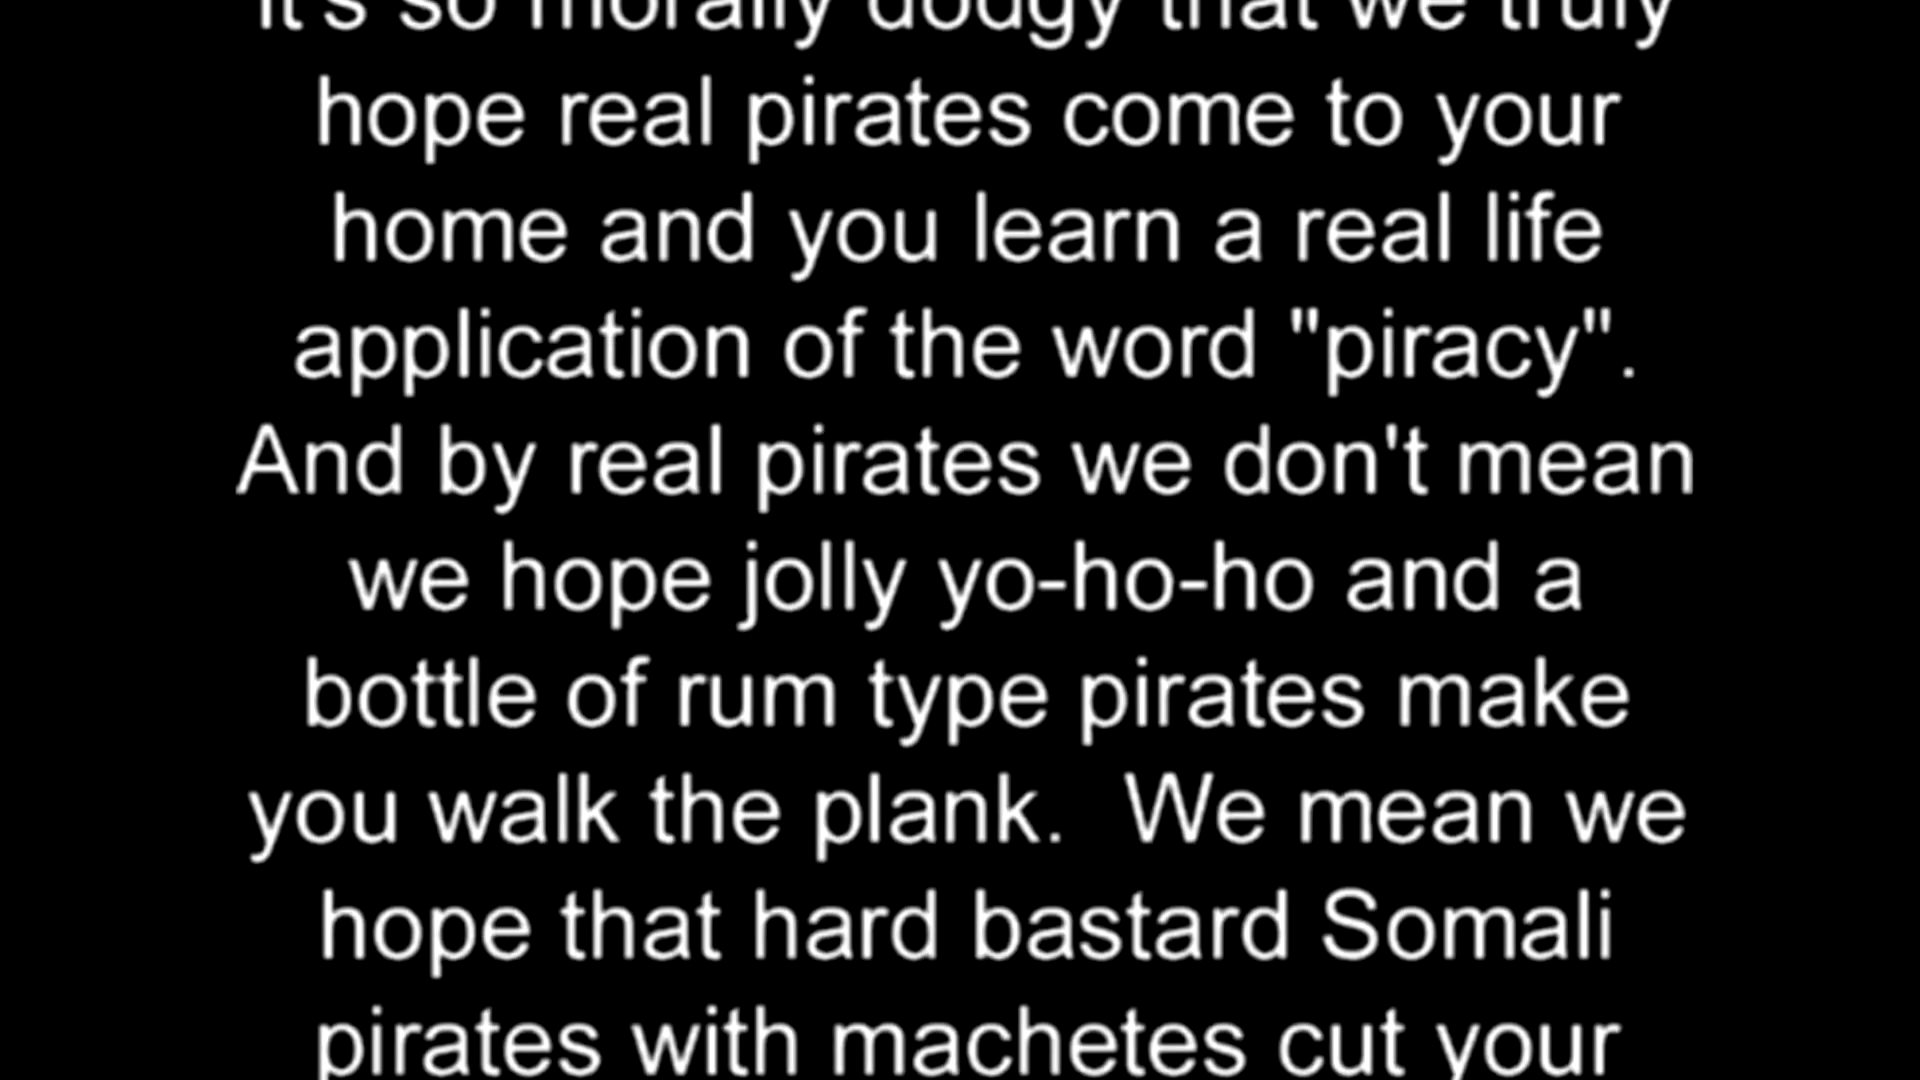 it's so morally dodgy that we truly
hope real pirates come to your
home and you learn a real life
application of the word "piracy".
And by real pirates we don't mean
we hope jolly yo-ho-ho and a
bottle of rum type pirates make
you walk the plank.  We mean we
hope that hard bastard Somali
pirates with machetes cut your